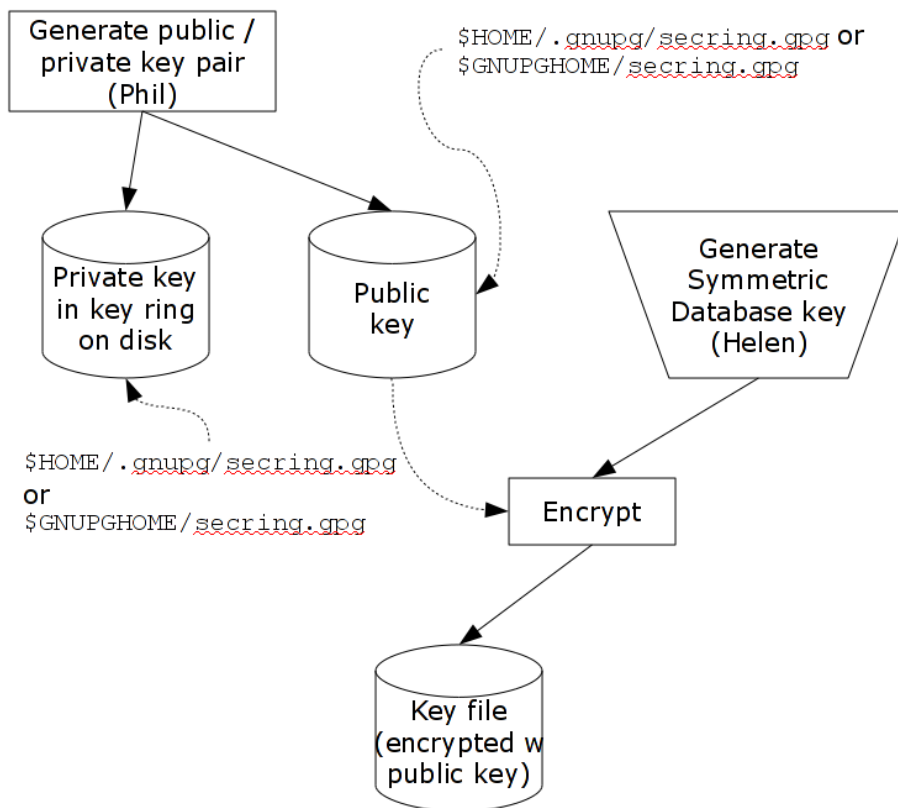 Generate public /
private key pair
(Phil)
$HOME/.gnupg/secring.gpg or
$GNUPGHOME/secring.gpg
Private key
in key ring
on disk
Public
key
Generate
Symmetric
Database key
(Helen)
$HOME/.gnupg/secring.gpg
or
$GNUPGHOME/secring.gpg
Encrypt
Key file
(encrypted w
public key)